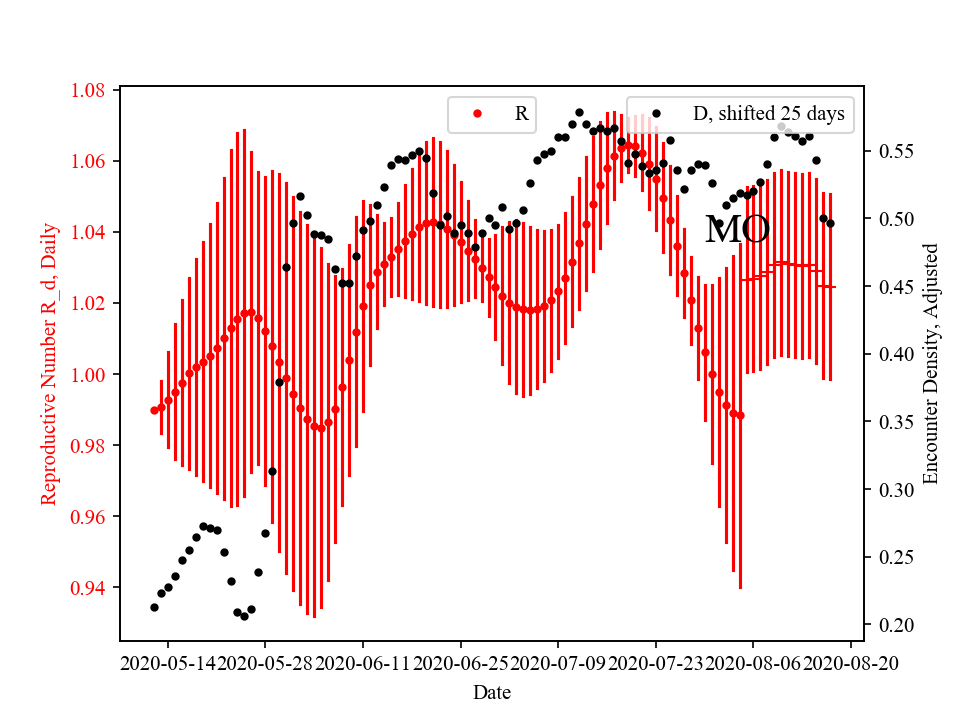 1.08
1.06
1.04
1.02
1.00
0.98
0.96
0.94
Reproductive Number R_d, Daily
R
D, shifted 25 days
MO
0.55
0.50
0.45
0.40
0.35
0.30
0.25
0.20
Encounter Density, Adjusted
2020-05-14 2020-05-28 2020-06-11 2020-06-25 2020-07-09 2020-07-23 2020-08-06 2020-08-20
Date